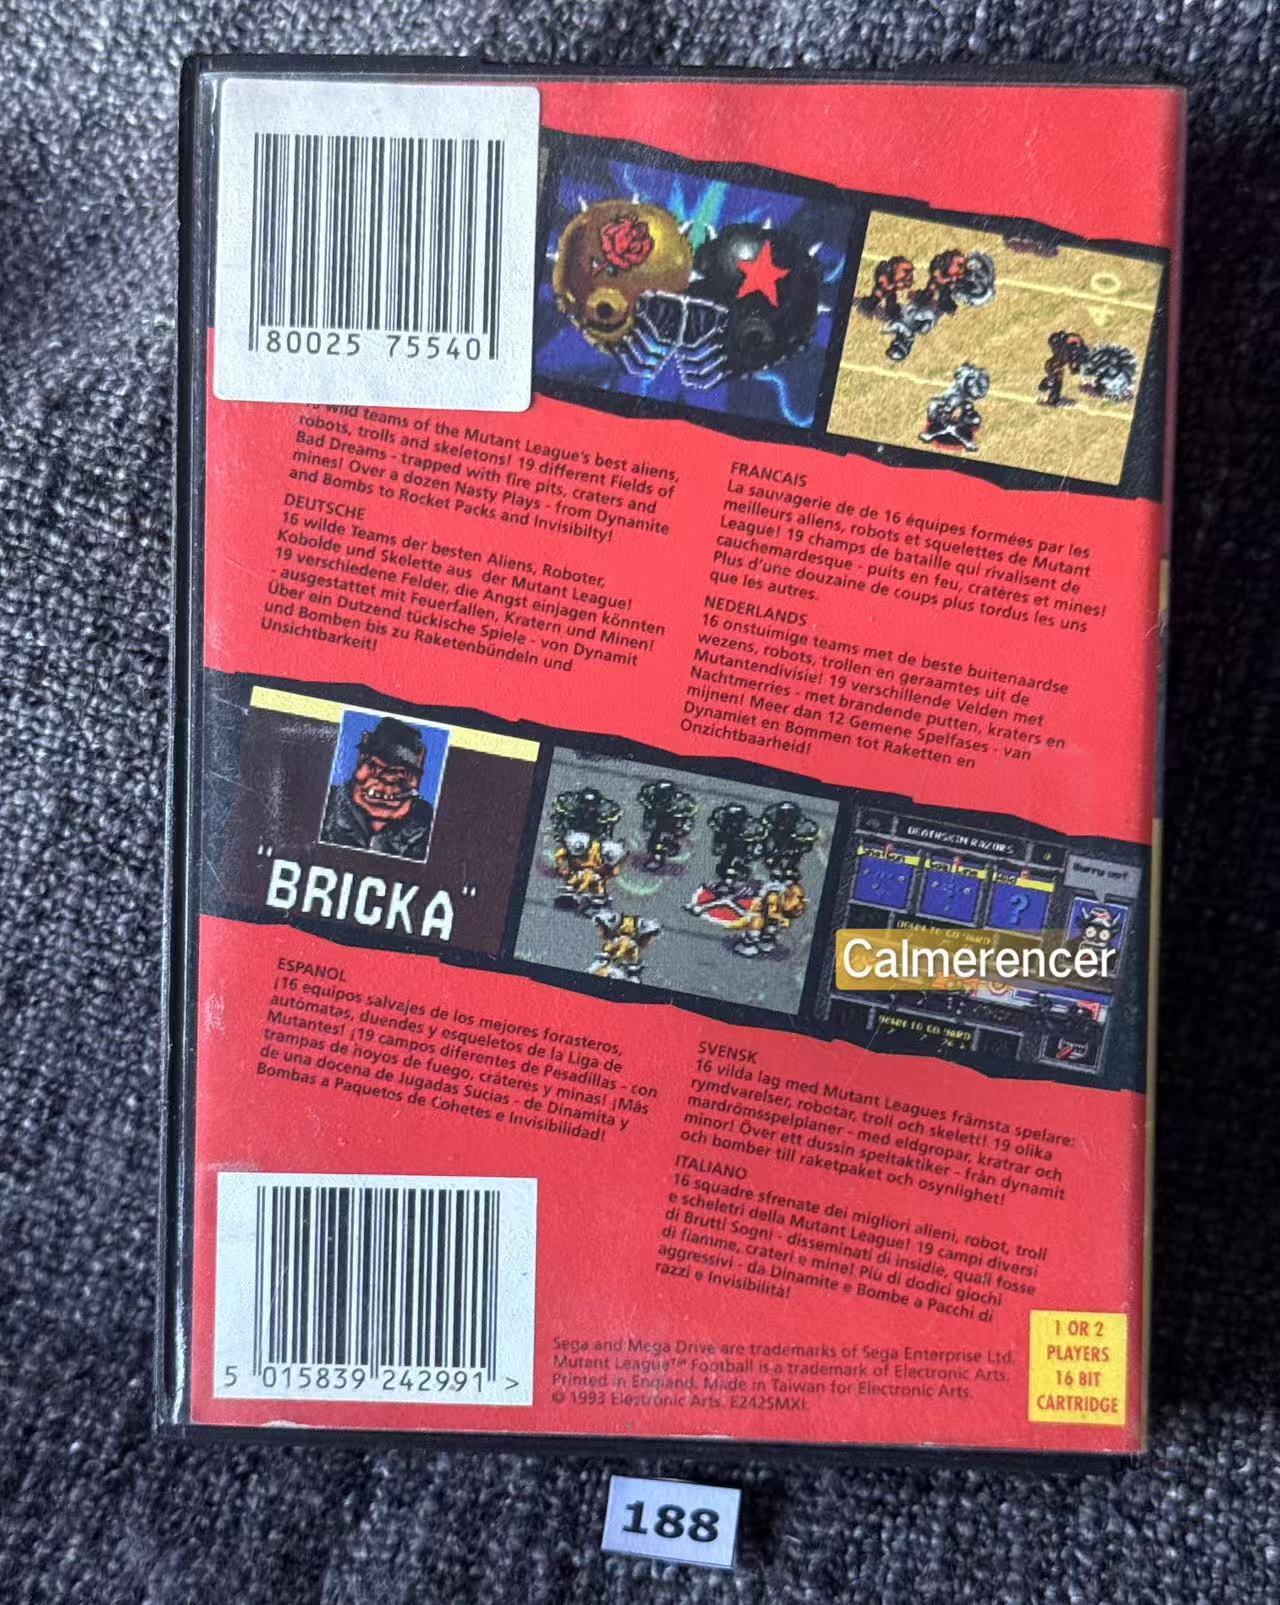 80025 75540
40
wild teams of the Mutant League's best aliens,
robots, trolls and skeletons! 19 different Fields of
Bad Dreams - trapped with fire pits, craters and
mines! Over a dozen Nasty Plays - from Dynamite
and Bombs to Rocket Packs and Invisibilty!
DEUTSCHE
16 wilde Teams der besten Aliens, Roboter,
Kobolde und Skelette aus der Mutant League!
19 verschiedene Felder, die Angst einjagen könnten
- ausgestattet mit Feuerfallen, Kratern und Minen!
Über ein Dutzend tückische Spiele - von Dynamit
und Bomben bis zu Raketenbündeln und
Unsichtbarkeit!
FRANCAIS
La sauvagerie de de 16 équipes formées par les
meilleurs aliens, robots et squelettes de Mutant
League! 19 champs de bataille qui rivalisent de
cauchemardesque - puits en feu, cratères et mines!
Plus d'une douzaine de coups plus tordus les uns
que les autres.
NEDERLANDS
16 onstuimige teams met de beste buitenaardse
wezens, robots, trollen en geraamtes uit de
Mutantendivisie! 19 verschillende Velden met
Nachtmerries - met brandende putten, kraters en
mijnen! Meer dan 12 Gemene Spelfases - van
Dynamiet en Bommen tot Raketten en
Onzichtbaarheid!
"BRICKA"
DEATHSKIN RAZORS
Hurry up!
DOWN TO GO YARD
Calmerencer
DOWN TO GO YARD
ESPANOL
¡16 equipos salvajes de los mejores forasteros,
autómatas, duendes y esqueletos de la Liga de
Mutantes! ¡19 campos diferentes de Pesadillas - con
trampas de hoyos de fuego, cráteres y minas! ¡Más
de una docena de Jugadas Sucias - de Dinamita y
Bombas a Paquetos de Cohetes e Invisibilidad!
SVENSK
16 vilda lag med Mutant Leagues främsta spelare:
rymdvarelser, robotar, troll och skelett! 19 olika
mardrömsspelplaner - med eldgropar, kratrar och
minor! Över ett dussin speltaktiker - från dynamit
och bomber till raketpaket och osynlighet!
ITALIANO
16 squadre sfrenate dei migliori alieni, robot, troll
e scheletri della Mutant League! 19 campi diversi
di Brutti Sogni - disseminati di insidie, quali fosse
di fiamme, crateri e mine! Più di dodici giochi
aggressivi - da Dinamite e Bombe a Pacchi di
razzi e Invisibilità!
5 015839 242991 >
Sega and Mega Drive are trademarks of Sega Enterprise Ltd.
Mutant League™ Football is a trademark of Electronic Arts.
Printed in England. Made in Taiwan for Electronic Arts.
© 1993 Electronic Arts. E2425MXI.
1 OR 2
PLAYERS
16 BIT
CARTRIDGE
188